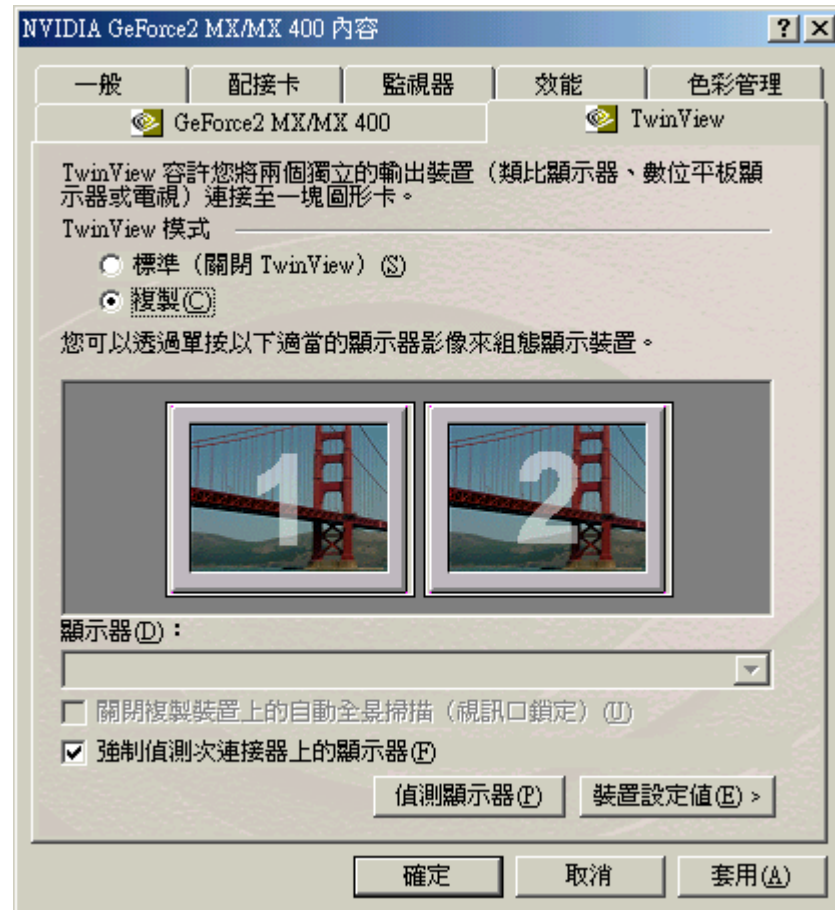 NVIDIA GeForce2 MX/MX 400 內容
一般
配接卡
監視器
效能
色彩管理
GeForce2 MX/MX 400
TwinView
TwinView 容許您將兩個獨立的輸出裝置（類比顯示器、數位平板顯
示器或電視）連接至一塊圖形卡。
TwinView 模式
標準（關閉 TwinView）(S)
複製(C)
您可以透過單按以下適當的顯示器影像來組態顯示裝置。
1
2
顯示器(D)：
關閉複製裝置上的自動全景掃描（視訊口鎖定）(U)
強制偵測次連接器上的顯示器(F)
偵測顯示器(P)
裝置設定值(E) >
確定
取消
套用(A)